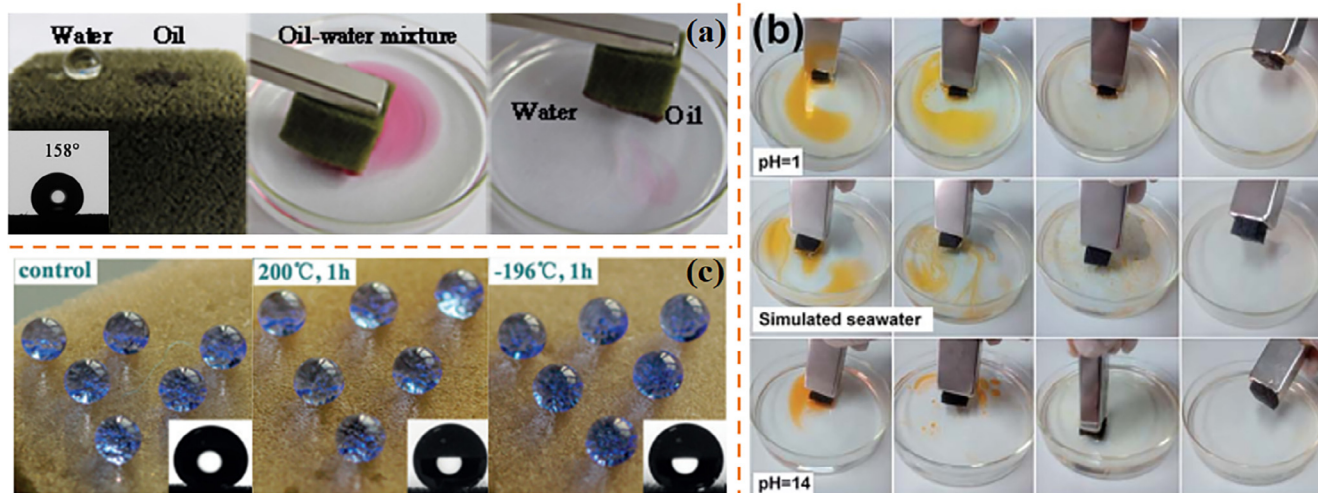 Water
Oil
Oil-water mixture
(a)
158°
Water
Oil
(b)
pH=1
Simulated seawater
pH=14
control
200℃, 1h
-196℃, 1h
(c)